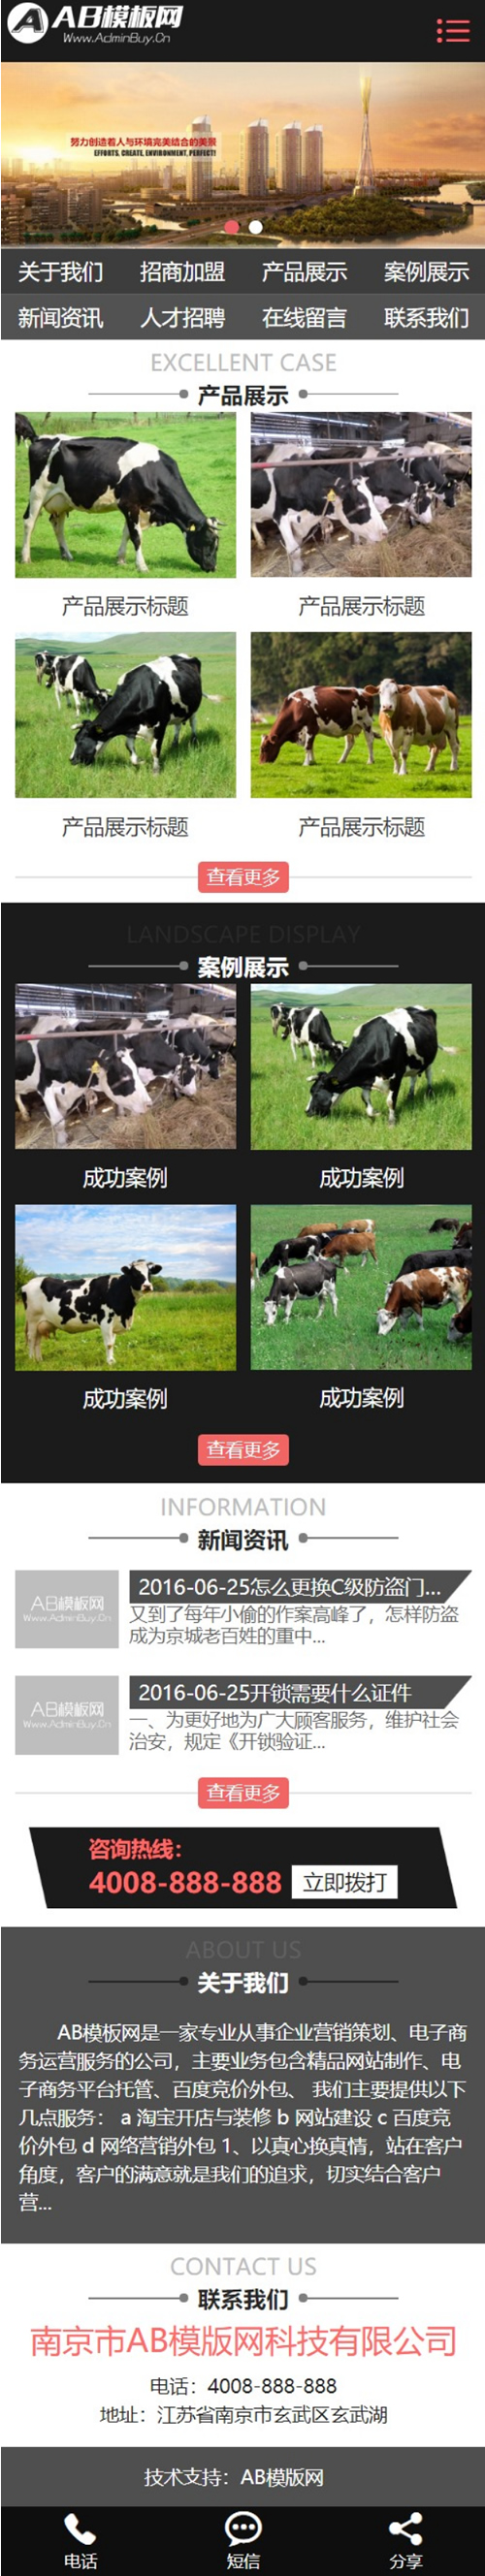 AB模板网
Www.AdminBuy.Cn
努力创造着人与环境完美结合的美景
EFFORTS, CREATE, ENVIRONMENT, PERFECT!
关于我们 招商加盟 产品展示 案例展示
新闻资讯 人才招聘 在线留言 联系我们
EXCELLENT CASE
产品展示
产品展示标题 产品展示标题
产品展示标题 产品展示标题
查看更多
LANDSCAPE DISPLAY
案例展示
成功案例 成功案例
成功案例 成功案例
查看更多
INFORMATION
新闻资讯
AB模板网
Www.AdminBuy.Cn
2016-06-25怎么更换C级防盗门...
又到了每年小偷的作案高峰了，怎样防盗
成为京城老百姓的重中...
AB模板网
Www.AdminBuy.Cn
2016-06-25开锁需要什么证件
一、为更好地为广大顾客服务，维护社会
治安，规定《开锁验证...
查看更多
咨询热线：
4008-888-888 立即拨打
ABOUT US
关于我们
AB模板网是一家专业从事企业营销策划、电子商
务运营服务的公司，主要业务包含精品网站制作、电
子商务平台托管、百度竞价外包、 我们主要提供以下
几点服务： a 淘宝开店与装修 b 网站建设 c 百度竞
价外包 d 网络营销外包 1、以真心换真情，站在客户
角度，客户的满意就是我们的追求，切实结合客户
营...
CONTACT US
联系我们
南京市AB模版网科技有限公司
电话：4008-888-888
地址：江苏省南京市玄武区玄武湖
技术支持：AB模版网
电话 短信 分享